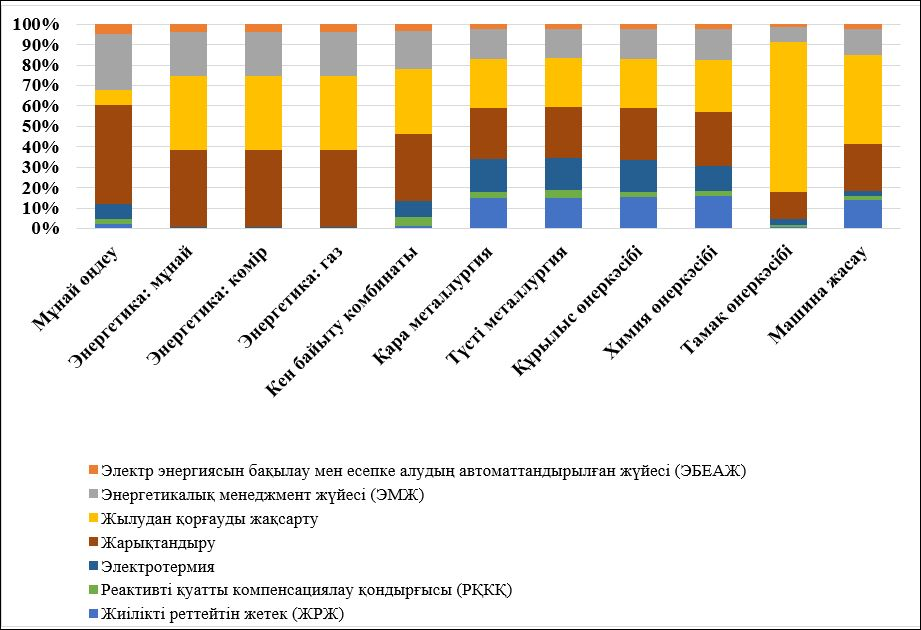 100%
90%
80%
70%
60%
50%
40%
30%
20%
10%
0%
Мұнай өңдеу
Энергетика: мұнай
Энергетика: көмір
Энергетика: газ
Кен байыту комбинаты
Қара металлургия
Түсті металлургия
Құрылыс өнеркәсібі
Химия өнеркәсібі
Тамақ өнеркәсібі
Машина жасау
Электр энергиясын бақылау мен есепке алудың автоматтандырылған жүйесі (ЭБЕАЖ)
Энергетикалық менеджмент жүйесі (ЭМЖ)
Жылудан қорғауды жақсарту
Жарықтандыру
Электротермия
Реактивті қуатты компенсациялау қондырғысы (РҚКҚ)
Жиілікті реттейтін жетек (ЖРЖ)